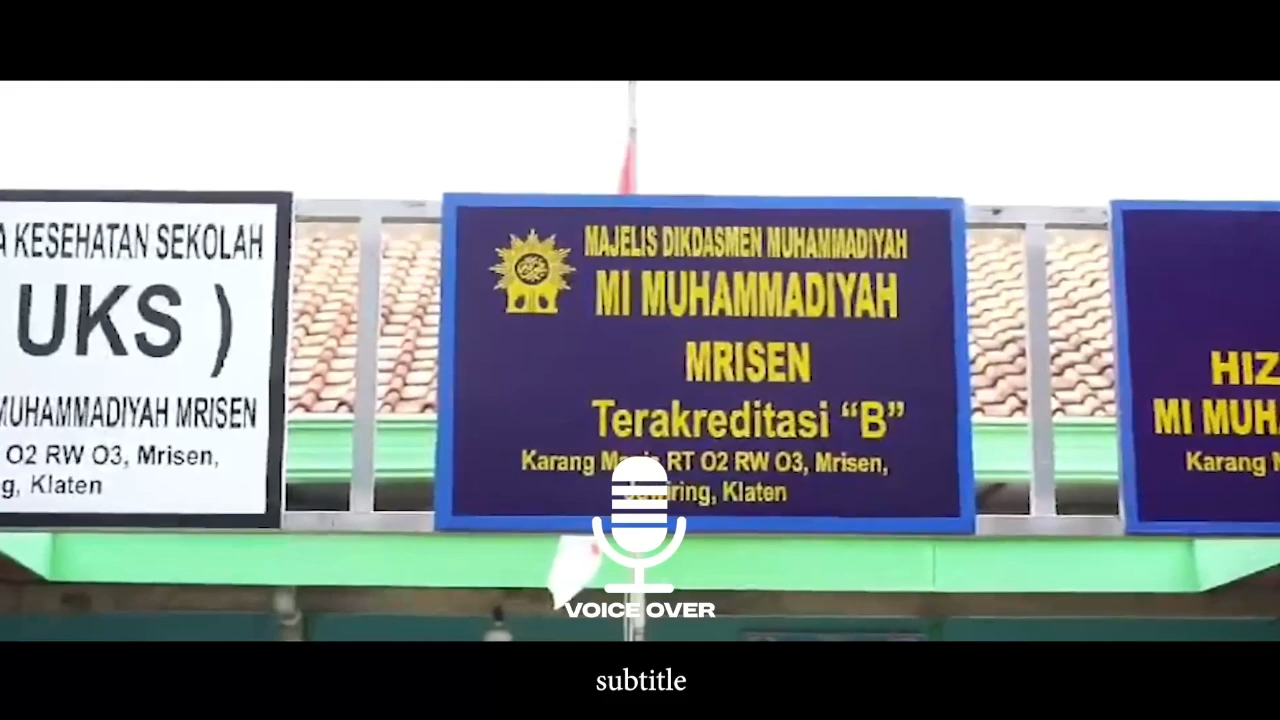 A KESEHATAN SEKOLAH
UKS )
MUHAMMADIYAH MRISEN
O2 RW O3, Mrisen,
g, Klaten
MAJELIS DIKDASMEN MUHAMMADIYAH
MI MUHAMMADIYAH
MRISEN
Terakreditasi “B”
Karang RT O2 RW O3, Mrisen,
Klaten
HIZ
MI MUHA
Karang
VOICE OVER
subtitle